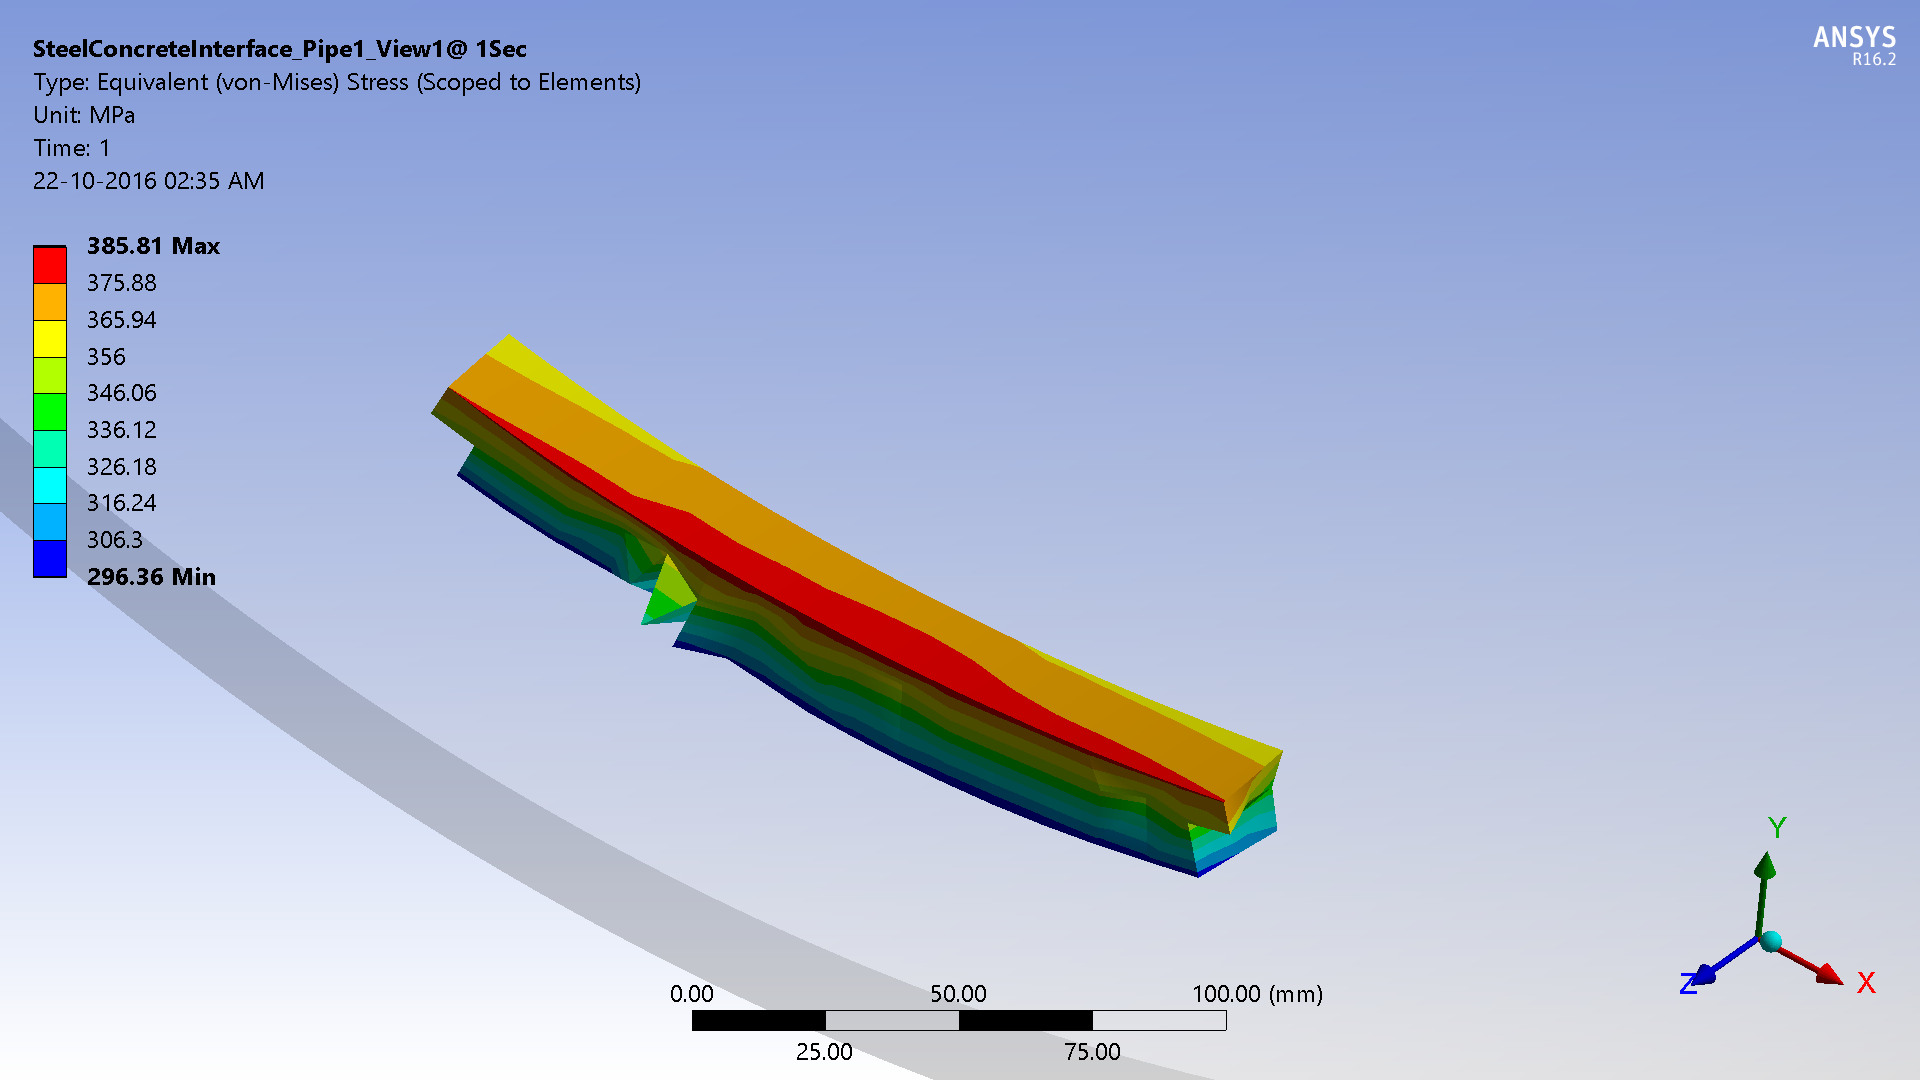 SteelConcreteInterface_Pipe1_View1@ 1Sec
Type: Equivalent (von-Mises) Stress (Scoped to Elements)
Unit: MPa
Time: 1
22-10-2016 02:35 AM
ANSYS
R16.2
385.81 Max
375.88
365.94
356
346.06
336.12
326.18
316.24
306.3
296.36 Min
Y
Z
X
0.00 50.00 100.00 (mm)
25.00 75.00